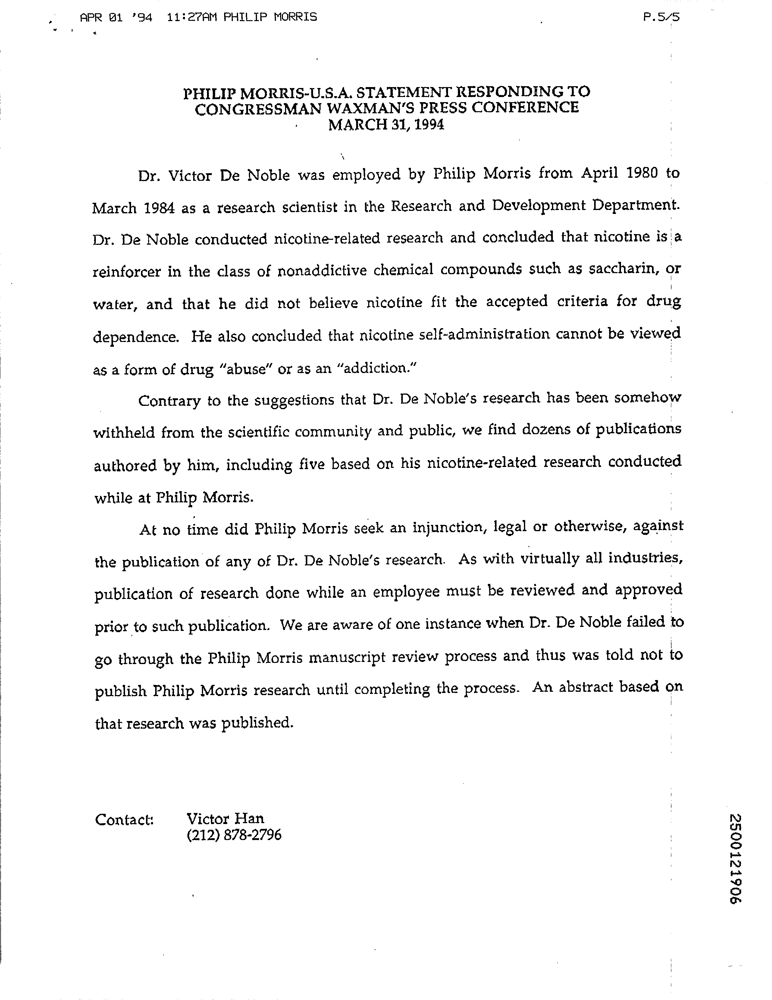 APR 01 '94 11:27AM PHILIP MORRIS P.5/5
PHILIP MORRIS-U.S.A. STATEMENT RESPONDING TO
CONGRESSMAN WAXMAN'S PRESS CONFERENCE
MARCH 31, 1994
Dr. Victor De Noble was employed by Philip Morris from April 1980 to
March 1984 as a research scientist in the Research and Development Department.
Dr. De Noble conducted nicotine-related research and concluded that nicotine is a
reinforcer in the class of nonaddictive chemical compounds such as saccharin, or
water, and that he did not believe nicotine fit the accepted criteria for drug
dependence. He also concluded that nicotine self-administration cannot be viewed
as a form of drug "abuse" or as an "addiction."
Contrary to the suggestions that Dr. De Noble's research has been somehow
withheld from the scientific community and public, we find dozens of publications
authored by him, including five based on his nicotine-related research conducted
while at Philip Morris.
At no time did Philip Morris seek an injunction, legal or otherwise, against
the publication of any of Dr. De Noble's research. As with virtually all industries,
publication of research done while an employee must be reviewed and approved
prior to such publication. We are aware of one instance when Dr. De Noble failed to
go through the Philip Morris manuscript review process and thus was told not to
publish Philip Morris research until completing the process. An abstract based on
that research was published.
Contact: Victor Han
(212) 878-2796
2500121906